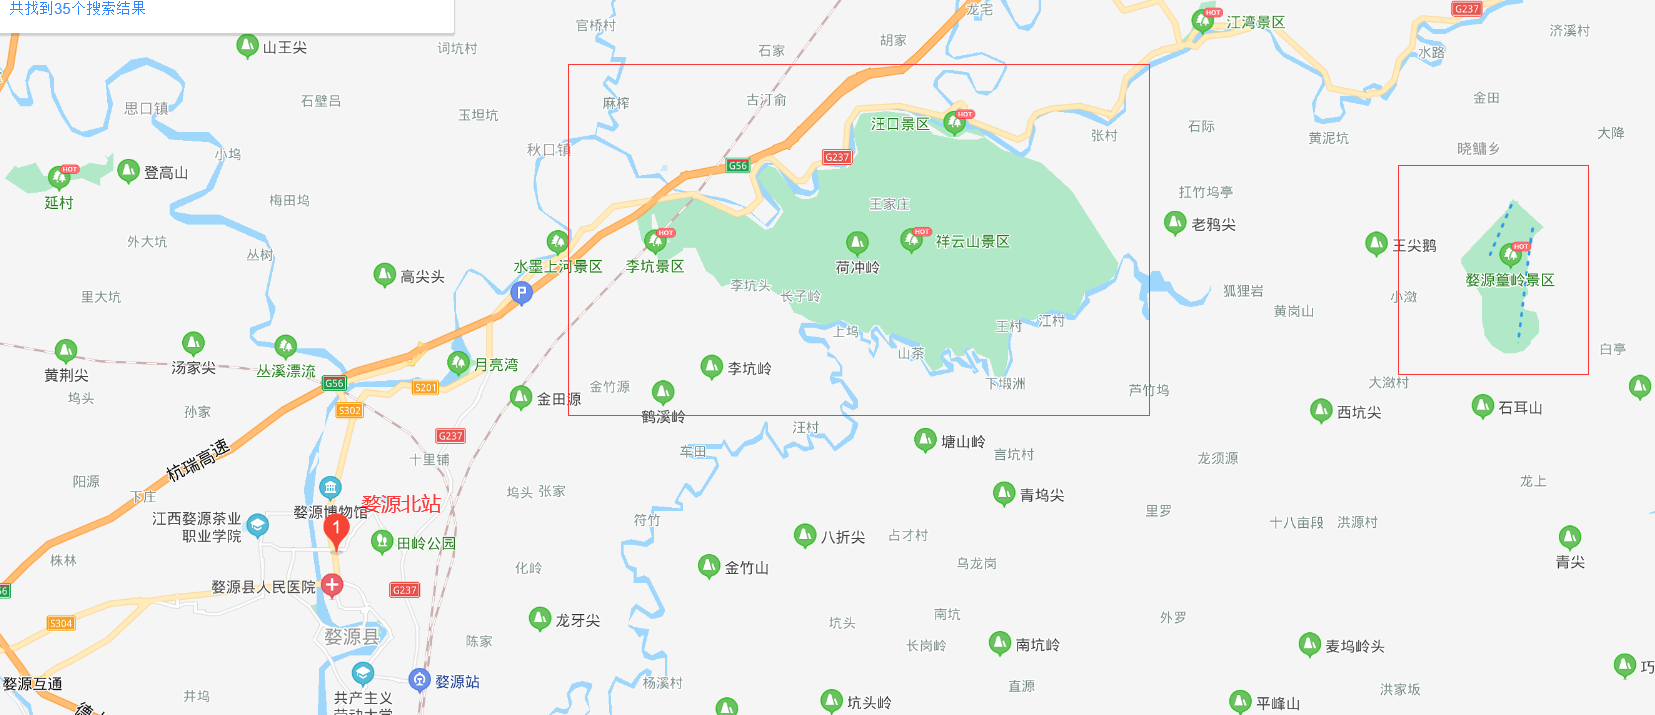 共找到35个搜索结果
官桥村
龙宅
G237
HOT
江湾景区
山王尖
词坑村
石家
胡家
济溪村
水路
思口镇
石壁吕
玉坦坑
麻榨
古汀俞
金田
HOT
汪口景区
张村
石际
黄泥坑
大降
小坞
秋口镇
G56
G237
晓鳙乡
HOT
登高山
延村
梅田坞
扛竹坞亭
王家庄
老鸦尖
外大坑
丛树
HOT
HOT
祥云山景区
王尖鹅
HOT
水墨上河景区
李坑景区
荷冲岭
高尖头
婺源篁岭景区
P
李坑头
长子岭
里大坑
狐狸岩
小潋
黄岗山
上坞
王村
江村
山茶
白亭
黄荆尖
汤家尖
丛溪漂流
月亮湾
李坑岭
G56
S201
金竹源
下塅洲
芦竹坞
大潋村
坞头
孙家
S302
金田源
鹤溪岭
西坑尖
石耳山
G237
汪村
塘山岭
杭瑞高速
十里铺
车田
言坑村
龙须源
阳源
下庄
坞头
张家
青坞尖
龙上
婺源北站
婺源博物馆
江西婺源茶业
职业学院
1
符竹
里罗
十八亩段
洪源村
田岭公园
八折尖
占才村
株林
化岭
金竹山
乌龙岗
青尖
婺源县人民医院
G237
56
S304
龙牙尖
坑头
南坑
外罗
婺源县
陈家
长岗岭
南坑岭
麦坞岭头
巧
婺源互通
井坞
婺源站
杨溪村
直源
洪家坂
共产主义
劳动大学
坑头岭
平峰山
德